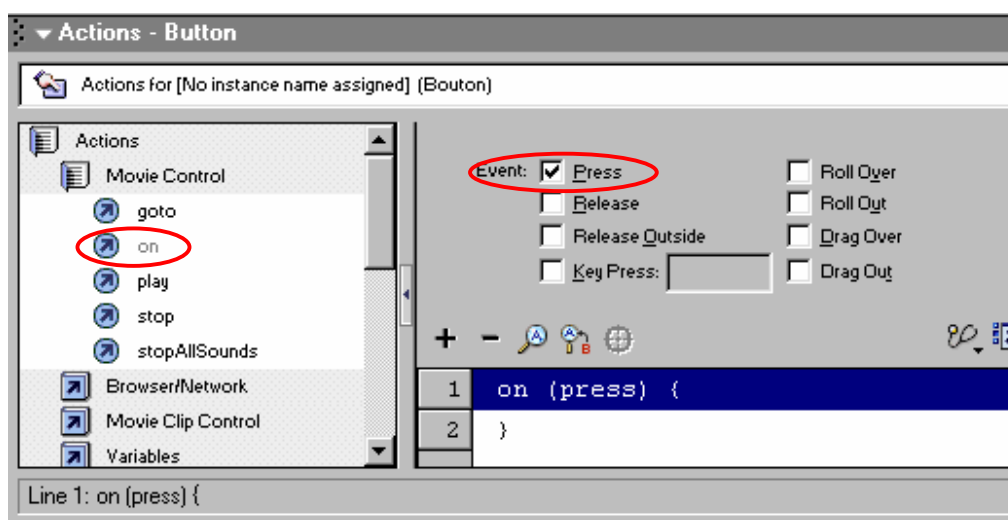 Actions - Button
Actions for [No instance name assigned] (Bouton)
Actions
Movie Control
goto
on
play
stop
stopAllSounds
Browser/Network
Movie Clip Control
Variables
Event: Press
Release
Release Outside
Key Press:
Roll Over
Roll Out
Drag Over
Drag Out
1 on (press) {
2 }
Line 1: on (press) {